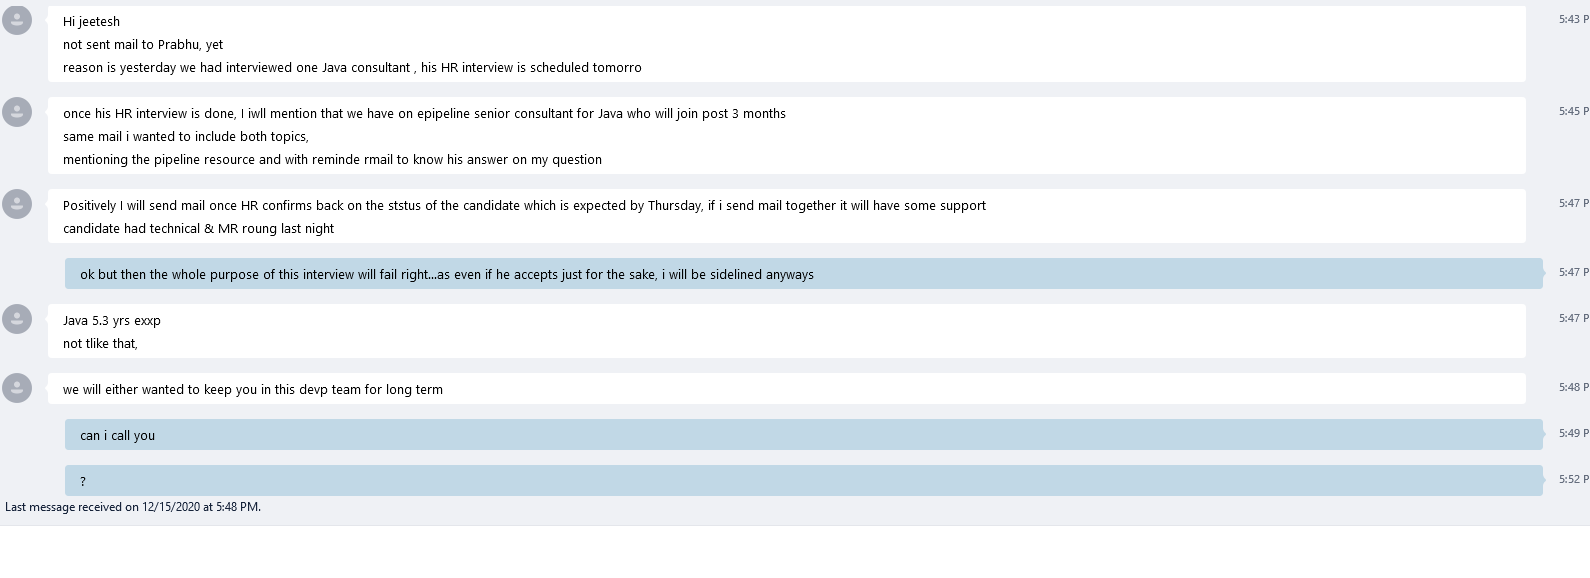 Hi jeetesh
5:43 P
not sent mail to Prabhu, yet
reason is yesterday we had interviewed one Java consultant , his HR interview is scheduled tomorro
once his HR interview is done, I iwll mention that we have on epipeline senior consultant for Java who will join post 3 months
5:45 P
same mail i wanted to include both topics,
mentioning the pipeline resource and with reminde rmail to know his answer on my question
Positively I will send mail once HR confirms back on the ststus of the candidate which is expected by Thursday, if i send mail together it will have some support
5:47 P
candidate had technical & MR roung last night
ok but then the whole purpose of this interview will fail right...as even if he accepts just for the sake, i will be sidelined anyways
5:47 P
Java 5.3 yrs exxp
5:47 P
not tlike that,
we will either wanted to keep you in this devp team for long term
5:48 P
can i call you
5:49 P
?
5:52 P
Last message received on 12/15/2020 at 5:48 PM.